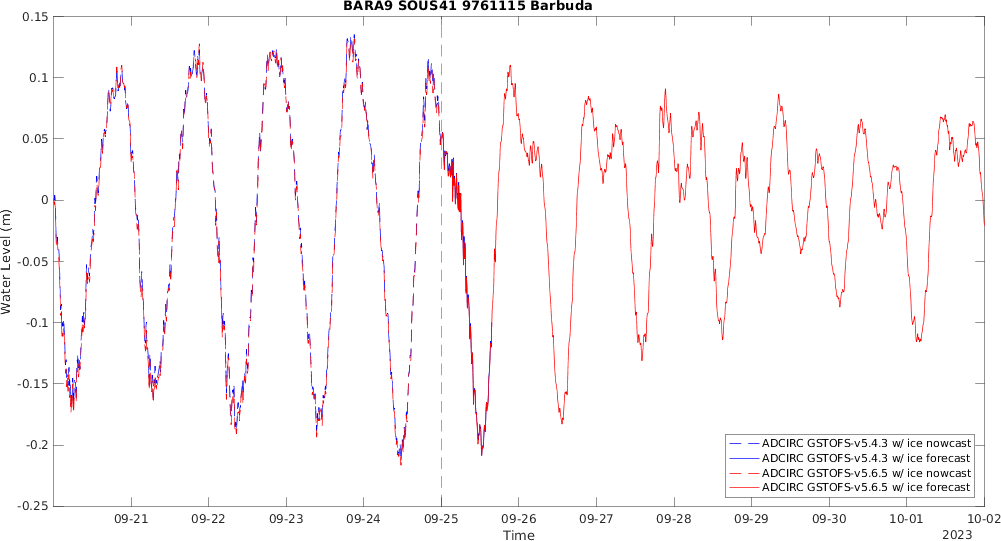 BARA9 SOUS41 9761115 Barbuda
0.15
0.1
0.05
0
-0.05
-0.1
-0.15
-0.2
-0.25
Water Level (m)
ADCIRC GSTOFS-v5.4.3 w/ ice nowcast
ADCIRC GSTOFS-v5.4.3 w/ ice forecast
ADCIRC GSTOFS-v5.6.5 w/ ice nowcast
ADCIRC GSTOFS-v5.6.5 w/ ice forecast
09-21 09-22 09-23 09-24 09-25 09-26 09-27 09-28 09-29 09-30 10-01 10-02
Time
2023